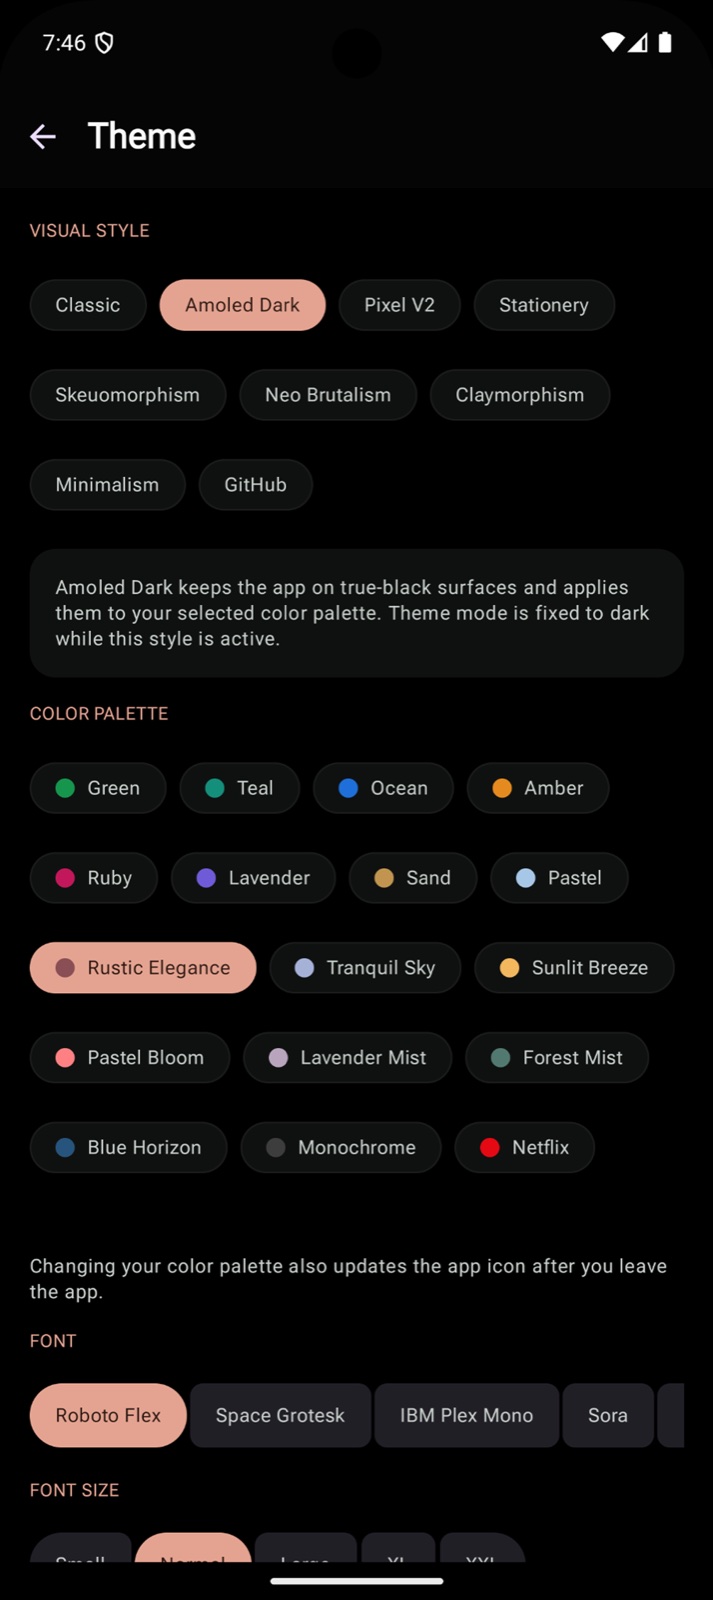 7:46
Theme
VISUAL STYLE
Classic Amoled Dark Pixel V2 Stationery
Skeuomorphism Neo Brutalism Claymorphism
Minimalism GitHub
Amoled Dark keeps the app on true-black surfaces and applies
them to your selected color palette. Theme mode is fixed to dark
while this style is active.
COLOR PALETTE
Green Teal Ocean Amber
Ruby Lavender Sand Pastel
Rustic Elegance Tranquil Sky Sunlit Breeze
Pastel Bloom Lavender Mist Forest Mist
Blue Horizon Monochrome Netflix
Changing your color palette also updates the app icon after you leave
the app.
FONT
Roboto Flex Space Grotesk IBM Plex Mono Sora
FONT SIZE
Small Normal Large XL XXL